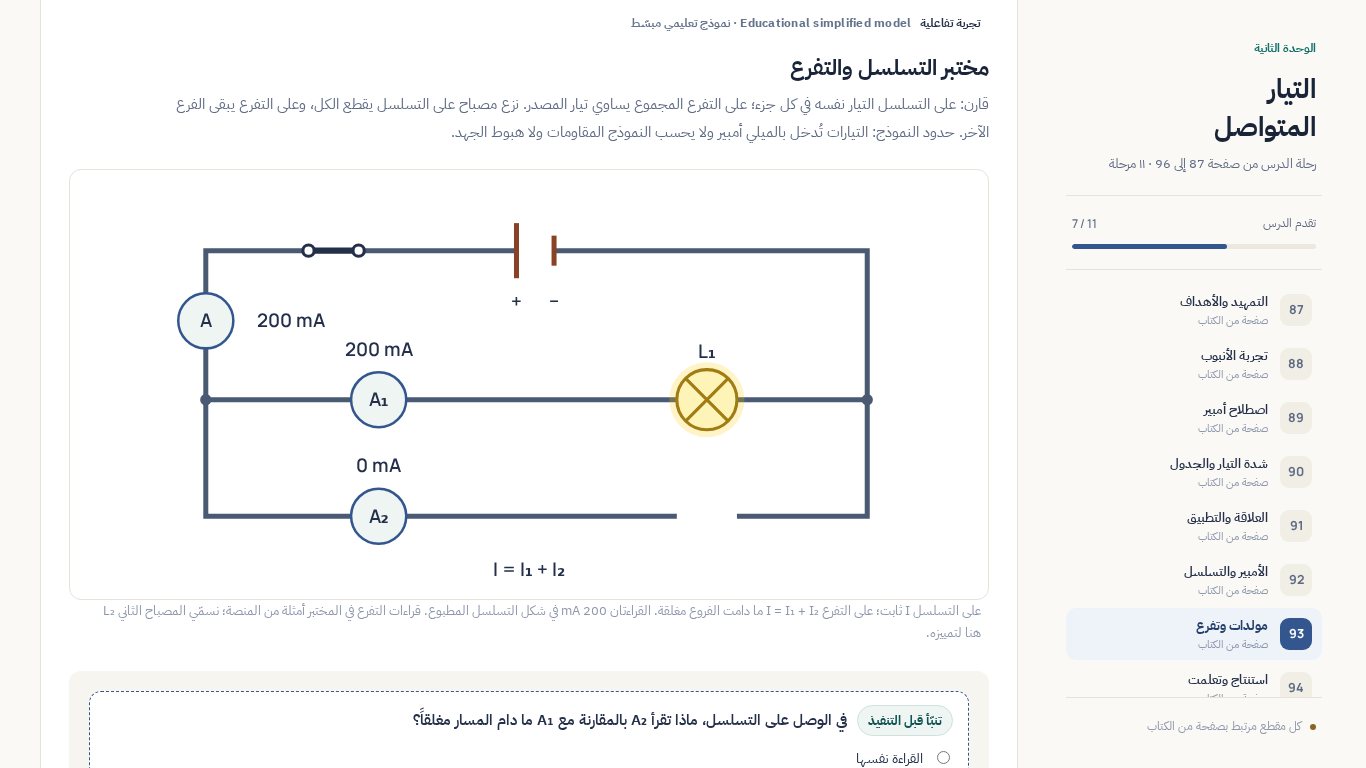 تجربة تفاعلية Educational simplified model · نموذج تعليمي مبسّط
مختبر التسلسل والتفرع
قارن: على التسلسل التيار نفسه في كل جزء؛ على التفرع المجموع يساوي تيار المصدر. نزع مصباح على التسلسل يقطع الكل، وعلى التفرع يبقى الفرع
الآخر. حدود النموذج: التيارات تُدخل بالميلي أمبير ولا يحسب النموذج المقاومات ولا هبوط الجهد.
+ −
A 200 mA
200 mA
L₁
A₁
0 mA
A₂
I = I₁ + I₂
على التسلسل I ثابت؛ على التفرع I = I₁ + I₂ ما دامت الفروع مغلقة. القراءتان 200 mA في شكل التسلسل المطبوع. قراءات التفرع في المختبر أمثلة من المنصة؛ نسمّي المصباح الثاني L₂
هنا لتمييزه.
تنبّأ قبل التنفيذ في الوصل على التسلسل، ماذا تقرأ A₂ بالمقارنة مع A₁ ما دام المسار مغلقاً؟
القراءة نفسها
الوحدة الثانية
التيار
المتواصل
رحلة الدرس من صفحة 87 إلى 96 · ١١ مرحلة
تقدم الدرس 7 / 11
87 التمهيد والأهداف
صفحة من الكتاب
88 تجربة الأنبوب
صفحة من الكتاب
89 اصطلاح أمبير
صفحة من الكتاب
90 شدة التيار والجدول
صفحة من الكتاب
91 العلاقة والتطبيق
صفحة من الكتاب
92 الأمبير والتسلسل
صفحة من الكتاب
93 مولدات وتفرع
صفحة من الكتاب
94 استنتاج وتعلمت
كل مقطع مرتبط بصفحة من الكتاب